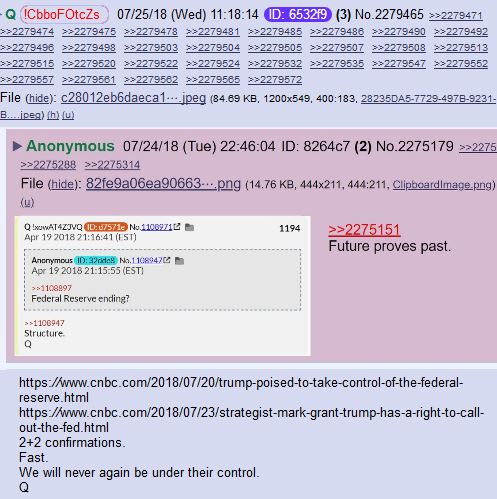 Q !CbboFOtcZs 07/25/18 (Wed) 11:18:14 ID: 6532f9 (3) No.2279465 >>2279471
>>2279474 >>2279475 >>2279478 >>2279481 >>2279485 >>2279486 >>2279490 >>2279492
>>2279496 >>2279498 >>2279503 >>2279504 >>2279505 >>2279507 >>2279508 >>2279513
>>2279515 >>2279520 >>2279522 >>2279524 >>2279532 >>2279535 >>2279547 >>2279552
>>2279557 >>2279561 >>2279562 >>2279565 >>2279572
File (hide): c28012eb6daeca1⋯.jpeg (84.69 KB, 1200x549, 400:183, 28235DA5-7729-497B-9231-
B….jpeg) (h) (u)
Anonymous 07/24/18 (Tue) 22:46:04 ID: 8264c7 (2) No.2275179 >>2275
>>2275288 >>2275314
File (hide): 82fe9a06ea90663⋯.png (14.76 KB, 444x211, 444:211, ClipboardImage.png)
(u)
Q !xowAT4Z3VQ ID: d7571e No.1108971 1194
Apr 19 2018 21:16:41 (EST)
Anonymous ID: 32dde8 No.1108947
Apr 19 2018 21:15:55 (EST)
>>1108897
Federal Reserve ending?
>>1108947
Structure.
Q
>>2275151
Future proves past.
https://www.cnbc.com/2018/07/20/trump-poised-to-take-control-of-the-federal-
reserve.html
https://www.cnbc.com/2018/07/23/strategist-mark-grant-trump-has-a-right-to-call-
out-the-fed.html
2+2 confirmations.
Fast.
We will never again be under their control.
Q